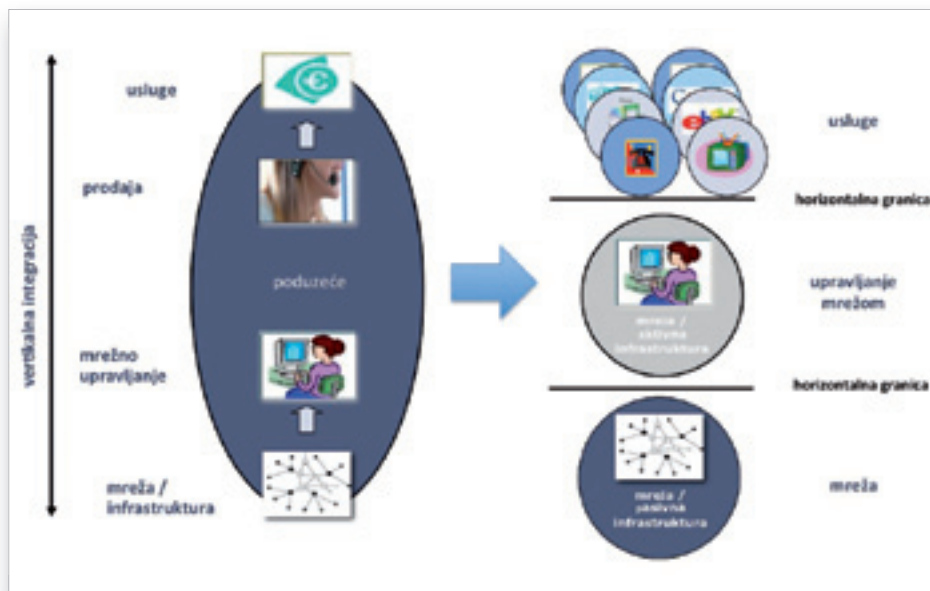 vertikalna integracija
usluge
prodaja
poduzeće
mrežno
upravljanje
mreža /
infrastruktura
ebay
usluge
horizontalna granica
upravljanje
mrežom
mreža /
aktivna
infrastruktura
horizontalna granica
mreža
mreža /
pasivna
infrastruktura